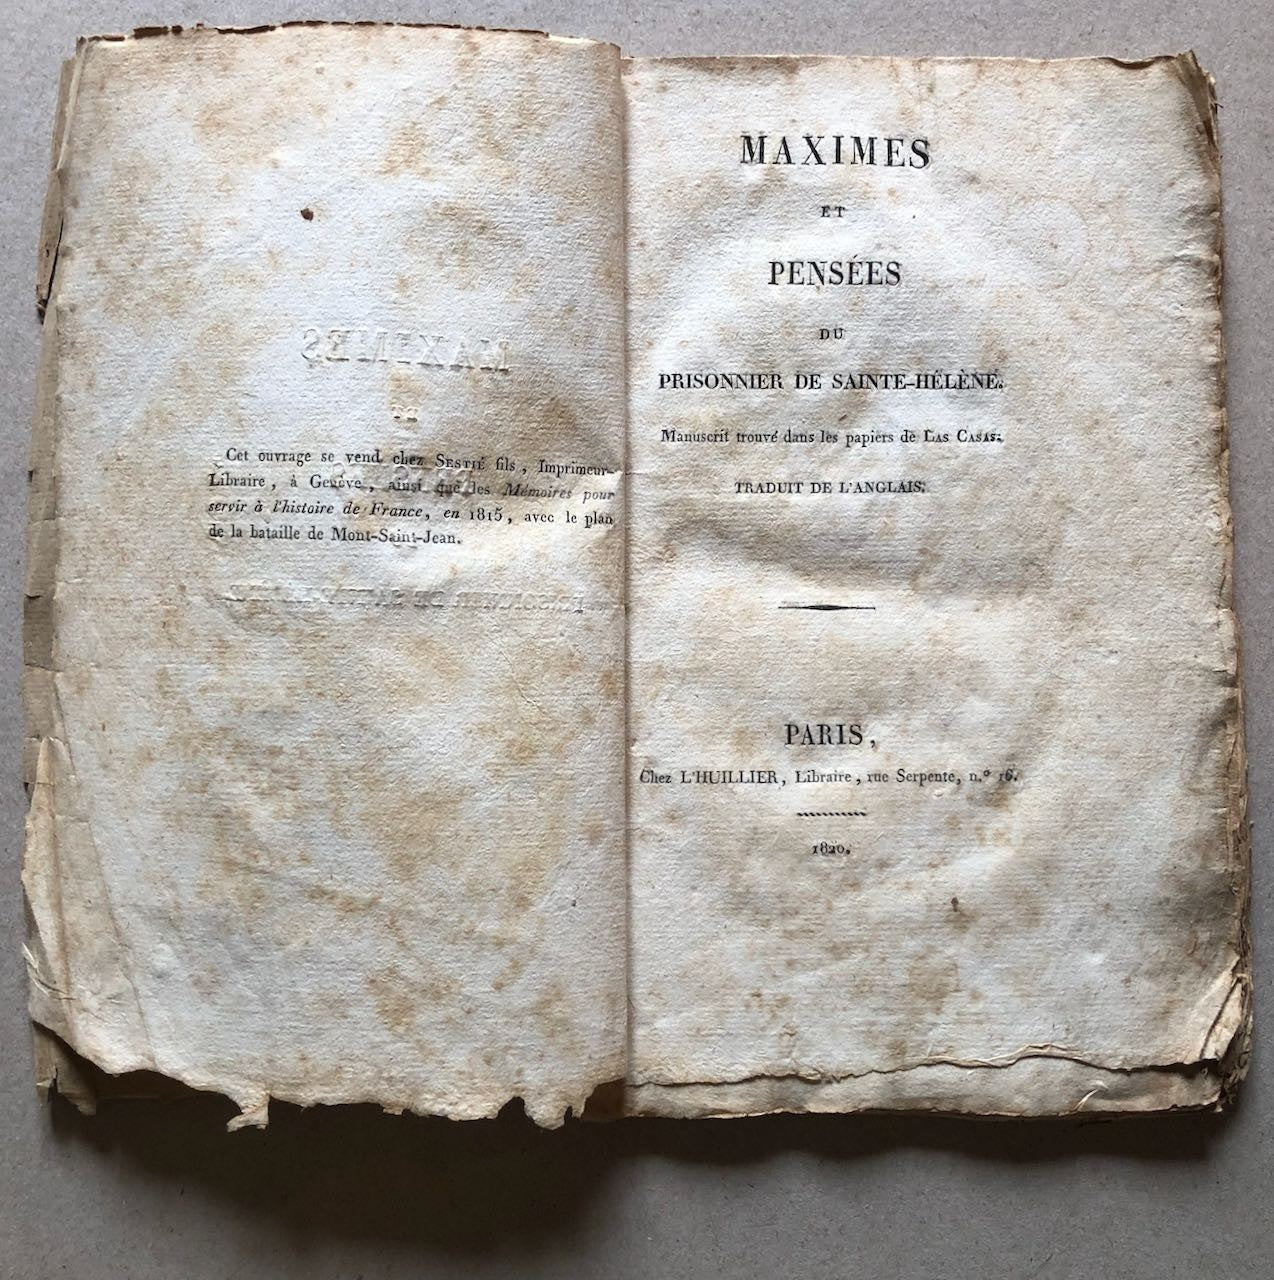 Cet ouvrage se vend chez SESTIÉ fils, Imprimeur-
Libraire, à Genève, ainsi que les Mémoires pour
servir à l'histoire de France, en 1815, avec le plan
de la bataille de Mont-Saint-Jean.
MAXIMES
ET
PENSÉES
DU
PRISONNIER DE SAINTE-HÉLÈNE.
Manuscrit trouvé dans les papiers de LAS CASAS.
TRADUIT DE L'ANGLAIS.
PARIS,
Chez L'HUILLIER, Libraire, rue Serpente, n.º 16.
1820.